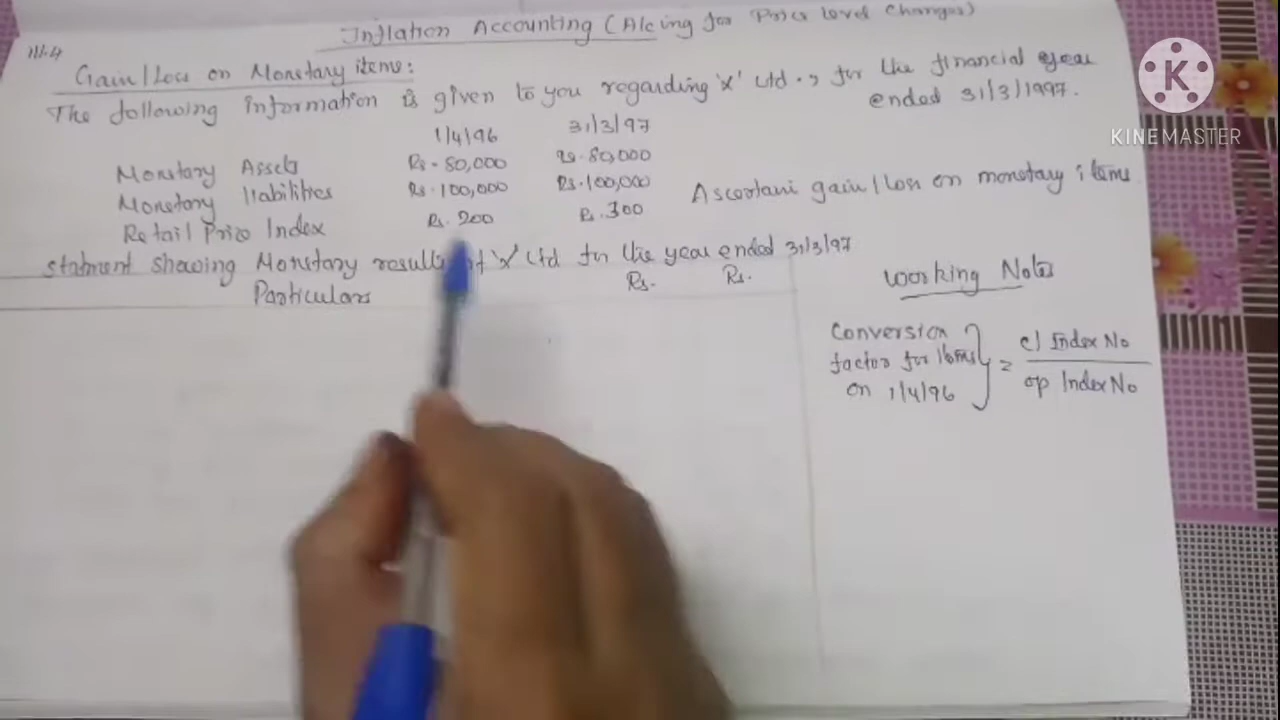 Inflation Accounting (A/cing for Price Level Changes)
Ill.4
Gain/Loss on Monetary items:
The following information is given to you regarding 'X' Ltd., for the financial year
ended 31/3/1997.
1/4/96 31/3/97
Monetary Assets Rs. 80,000 Rs. 80,000
Monetary liabilities Rs. 100,000 Rs. 100,000
Retail Price Index Rs. 200 Rs. 300
Ascertani gain/loss on monetary items
statment showing Monetary results of 'X' Ltd for the year ended 31/3/97
Particulars Rs. Rs.
Working Notes
Conversion
factor for items
on 1/4/96 = cl Index No
op Index No
K
KINEMASTER